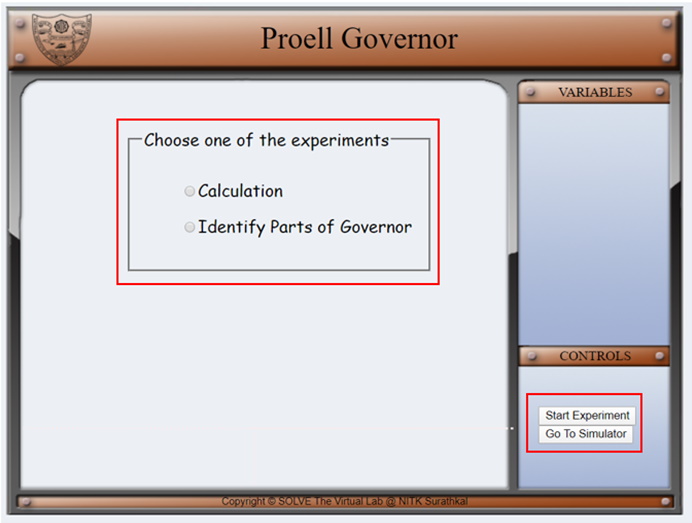 Proell Governor
VARIABLES
Choose one of the experiments
Calculation
Identify Parts of Governor
CONTROLS
Start Experiment
Go To Simulator
Copyright © SOLVE The Virtual Lab @ NITK Surathkal